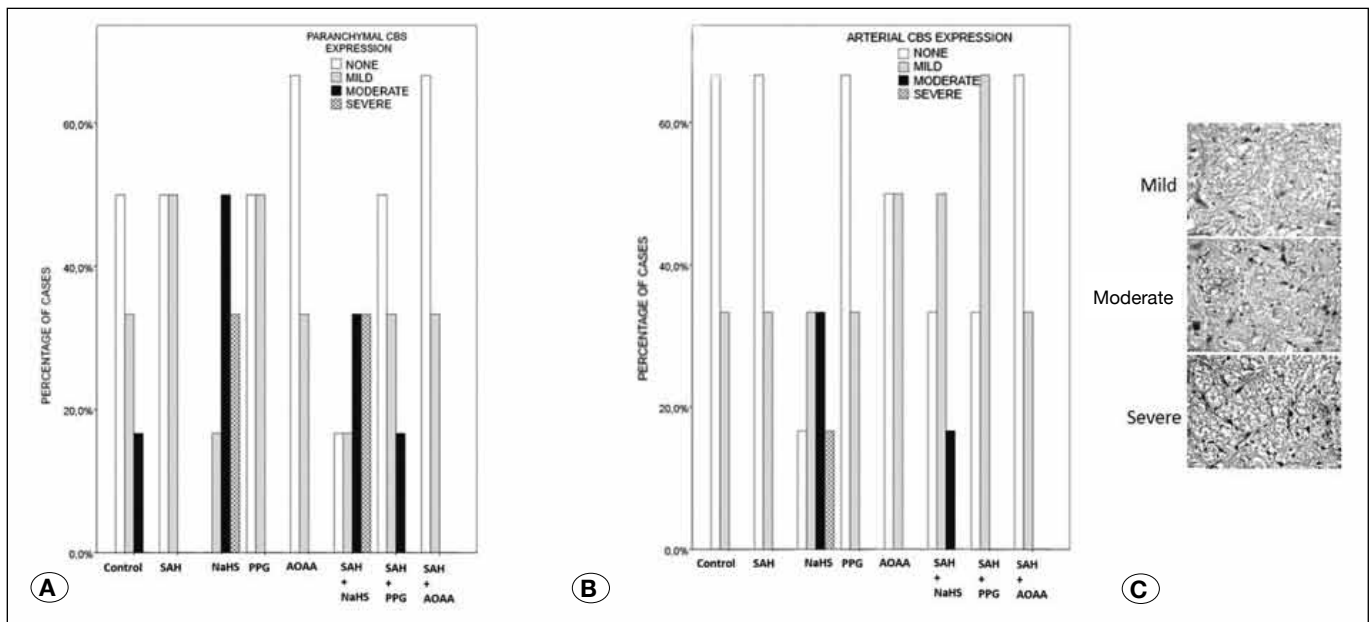 PARANCHYMAL CBS
EXPRESSION
NONE
MILD
MODERATE
SEVERE
60,0%
40,0%
20,0%
0,0%
PERCENTAGE OF CASES
Control SAH NaHS PPG AOAA SAH + NaHS SAH + PPG SAH + AOAA
A
ARTERIAL CBS EXPRESSION
NONE
MILD
MODERATE
SEVERE
60,0%
40,0%
20,0%
0,0%
PERCENTAGE OF CASES
Control SAH NaHS PPG AOAA SAH + NaHS SAH + PPG SAH + AOAA
B
Mild
Moderate
Severe
C